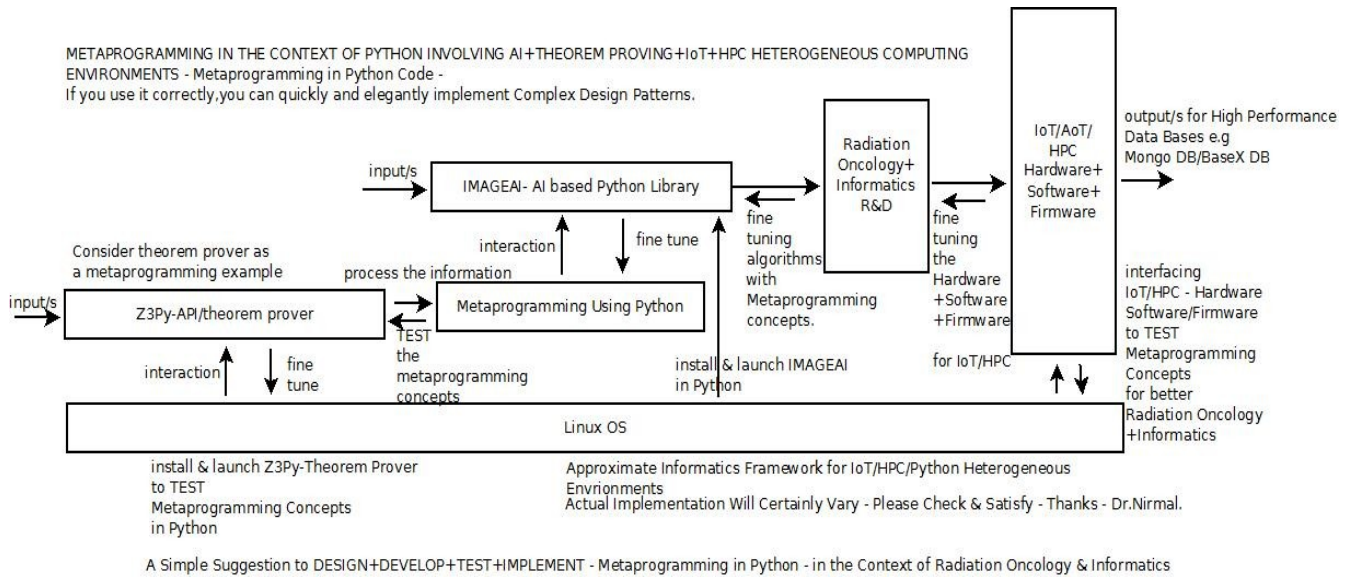 METAPROGRAMMING IN THE CONTEXT OF PYTHON INVOLVING AI+THEOREM PROVING+IoT+HPC HETEROGENEOUS COMPUTING
ENVIRONMENTS - Metaprogramming in Python Code -
If you use it correctly,you can quickly and elegantly implement Complex Design Patterns.
input/s
IMAGEAI- AI based Python Library
Radiation
Oncology+
Informatics
R&D
IoT/AoT/
HPC
Hardware+
Software+
Firmware
output/s for High Performance
Data Bases e.g
Mongo DB/BaseX DB
interaction
fine tune
fine
tuning
algorithms
with
Metaprogramming
concepts.
fine
tuning
the
Hardware
+Software
+Firmware
for IoT/HPC
Consider theorem prover as
a metaprogramming example
process the information
input/s
Z3Py-API/theorem prover
Metaprogramming Using Python
TEST
the
metaprogramming
concepts
interaction
fine
tune
install & launch IMAGEAI
in Python
interfacing
IoT/HPC - Hardware
Software/Firmware
to TEST
Metaprogramming
Concepts
for better
Radiation Oncology
+Informatics
Linux OS
install & launch Z3Py-Theorem Prover
to TEST
Metaprogramming Concepts
in Python
Approximate Informatics Framework for IoT/HPC/Python Heterogeneous
Envrionments
Actual Implementation Will Certainly Vary - Please Check & Satisfy - Thanks - Dr.Nirmal.
A Simple Suggestion to DESIGN+DEVELOP+TEST+IMPLEMENT - Metaprogramming in Python - in the Context of Radiation Oncology & Informatics